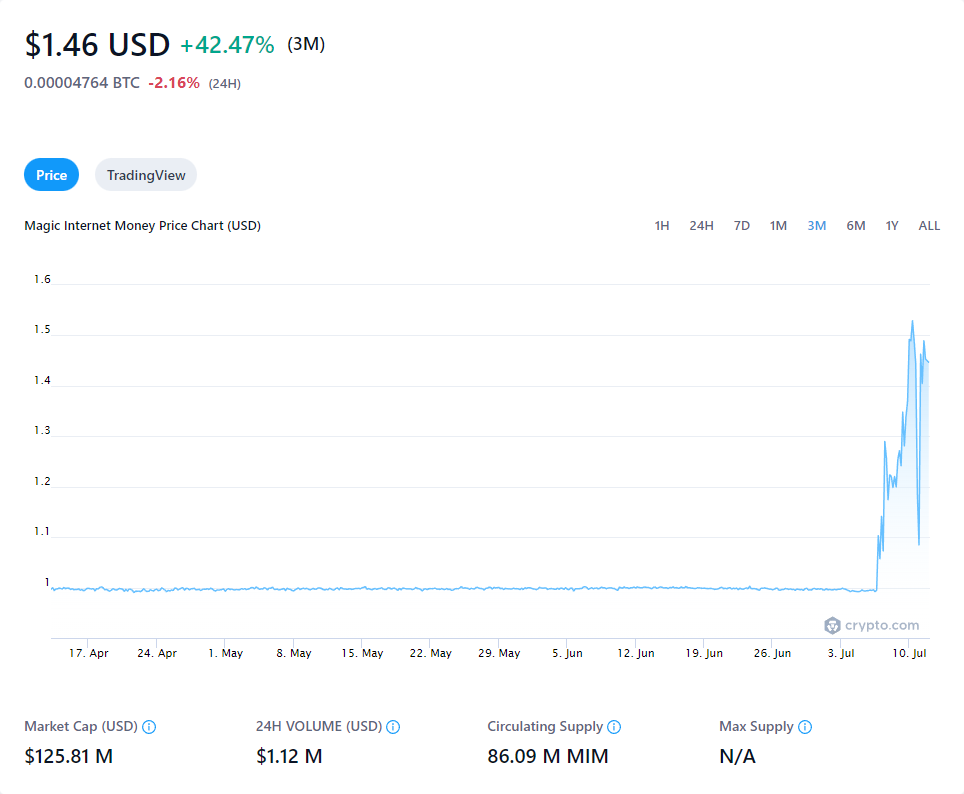 $1.46 USD +42.47% (3M)
0.00004764 BTC -2.16% (24H)
Price TradingView
Magic Internet Money Price Chart (USD) 1H 24H 7D 1M 3M 6M 1Y ALL
1.6
1.5
1.4
1.3
1.2
1.1
1
crypto.com
17. Apr 24. Apr 1. May 8. May 15. May 22. May 29. May 5. Jun 12. Jun 19. Jun 26. Jun 3. Jul 10. Jul
Market Cap (USD) 24H VOLUME (USD) Circulating Supply Max Supply
$125.81 M $1.12 M 86.09 M MIM N/A